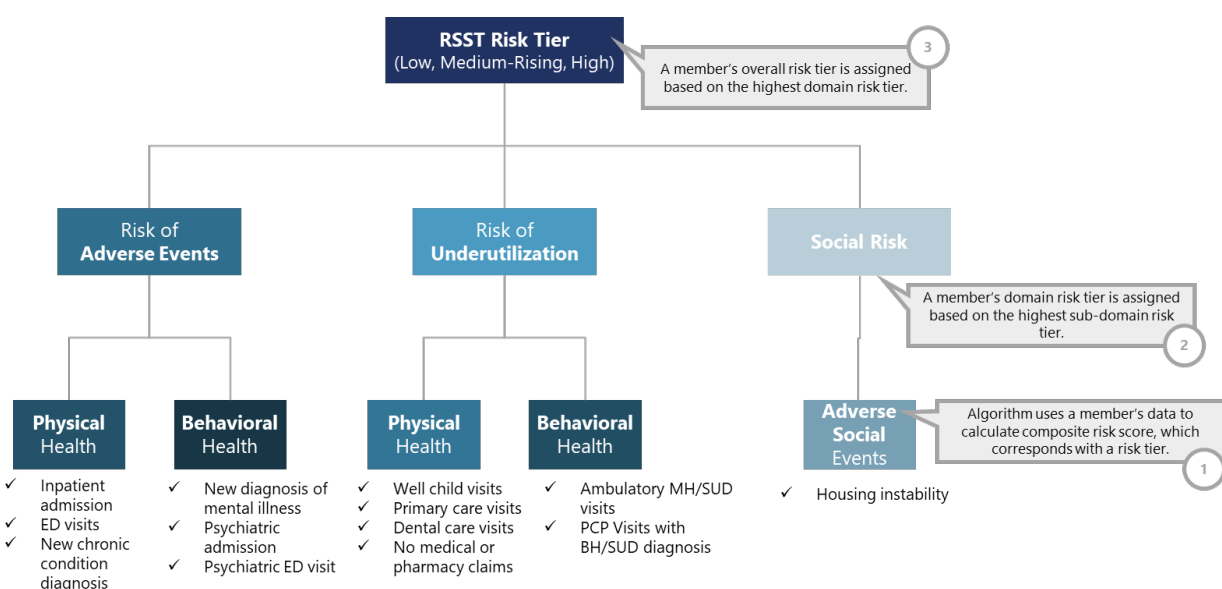 RSST Risk Tier
(Low, Medium-Rising, High)
3
A member's overall risk tier is assigned
based on the highest domain risk tier.
Risk of
Adverse Events
Risk of
Underutilization
Social Risk
A member's domain risk tier is assigned
based on the highest sub-domain risk
tier.
2
Physical
Health
Behavioral
Health
Physical
Health
Behavioral
Health
Adverse
Social
Events
Algorithm uses a member's data to
calculate composite risk score, which
corresponds with a risk tier.
1
✓ Inpatient
admission
✓ ED visits
✓ New chronic
condition
diagnosis
✓ New diagnosis of
mental illness
✓ Psychiatric
admission
✓ Psychiatric ED visit
✓ Well child visits
✓ Primary care visits
✓ Dental care visits
✓ No medical or
pharmacy claims
✓ Ambulatory MH/SUD
visits
✓ PCP Visits with
BH/SUD diagnosis
✓ Housing instability